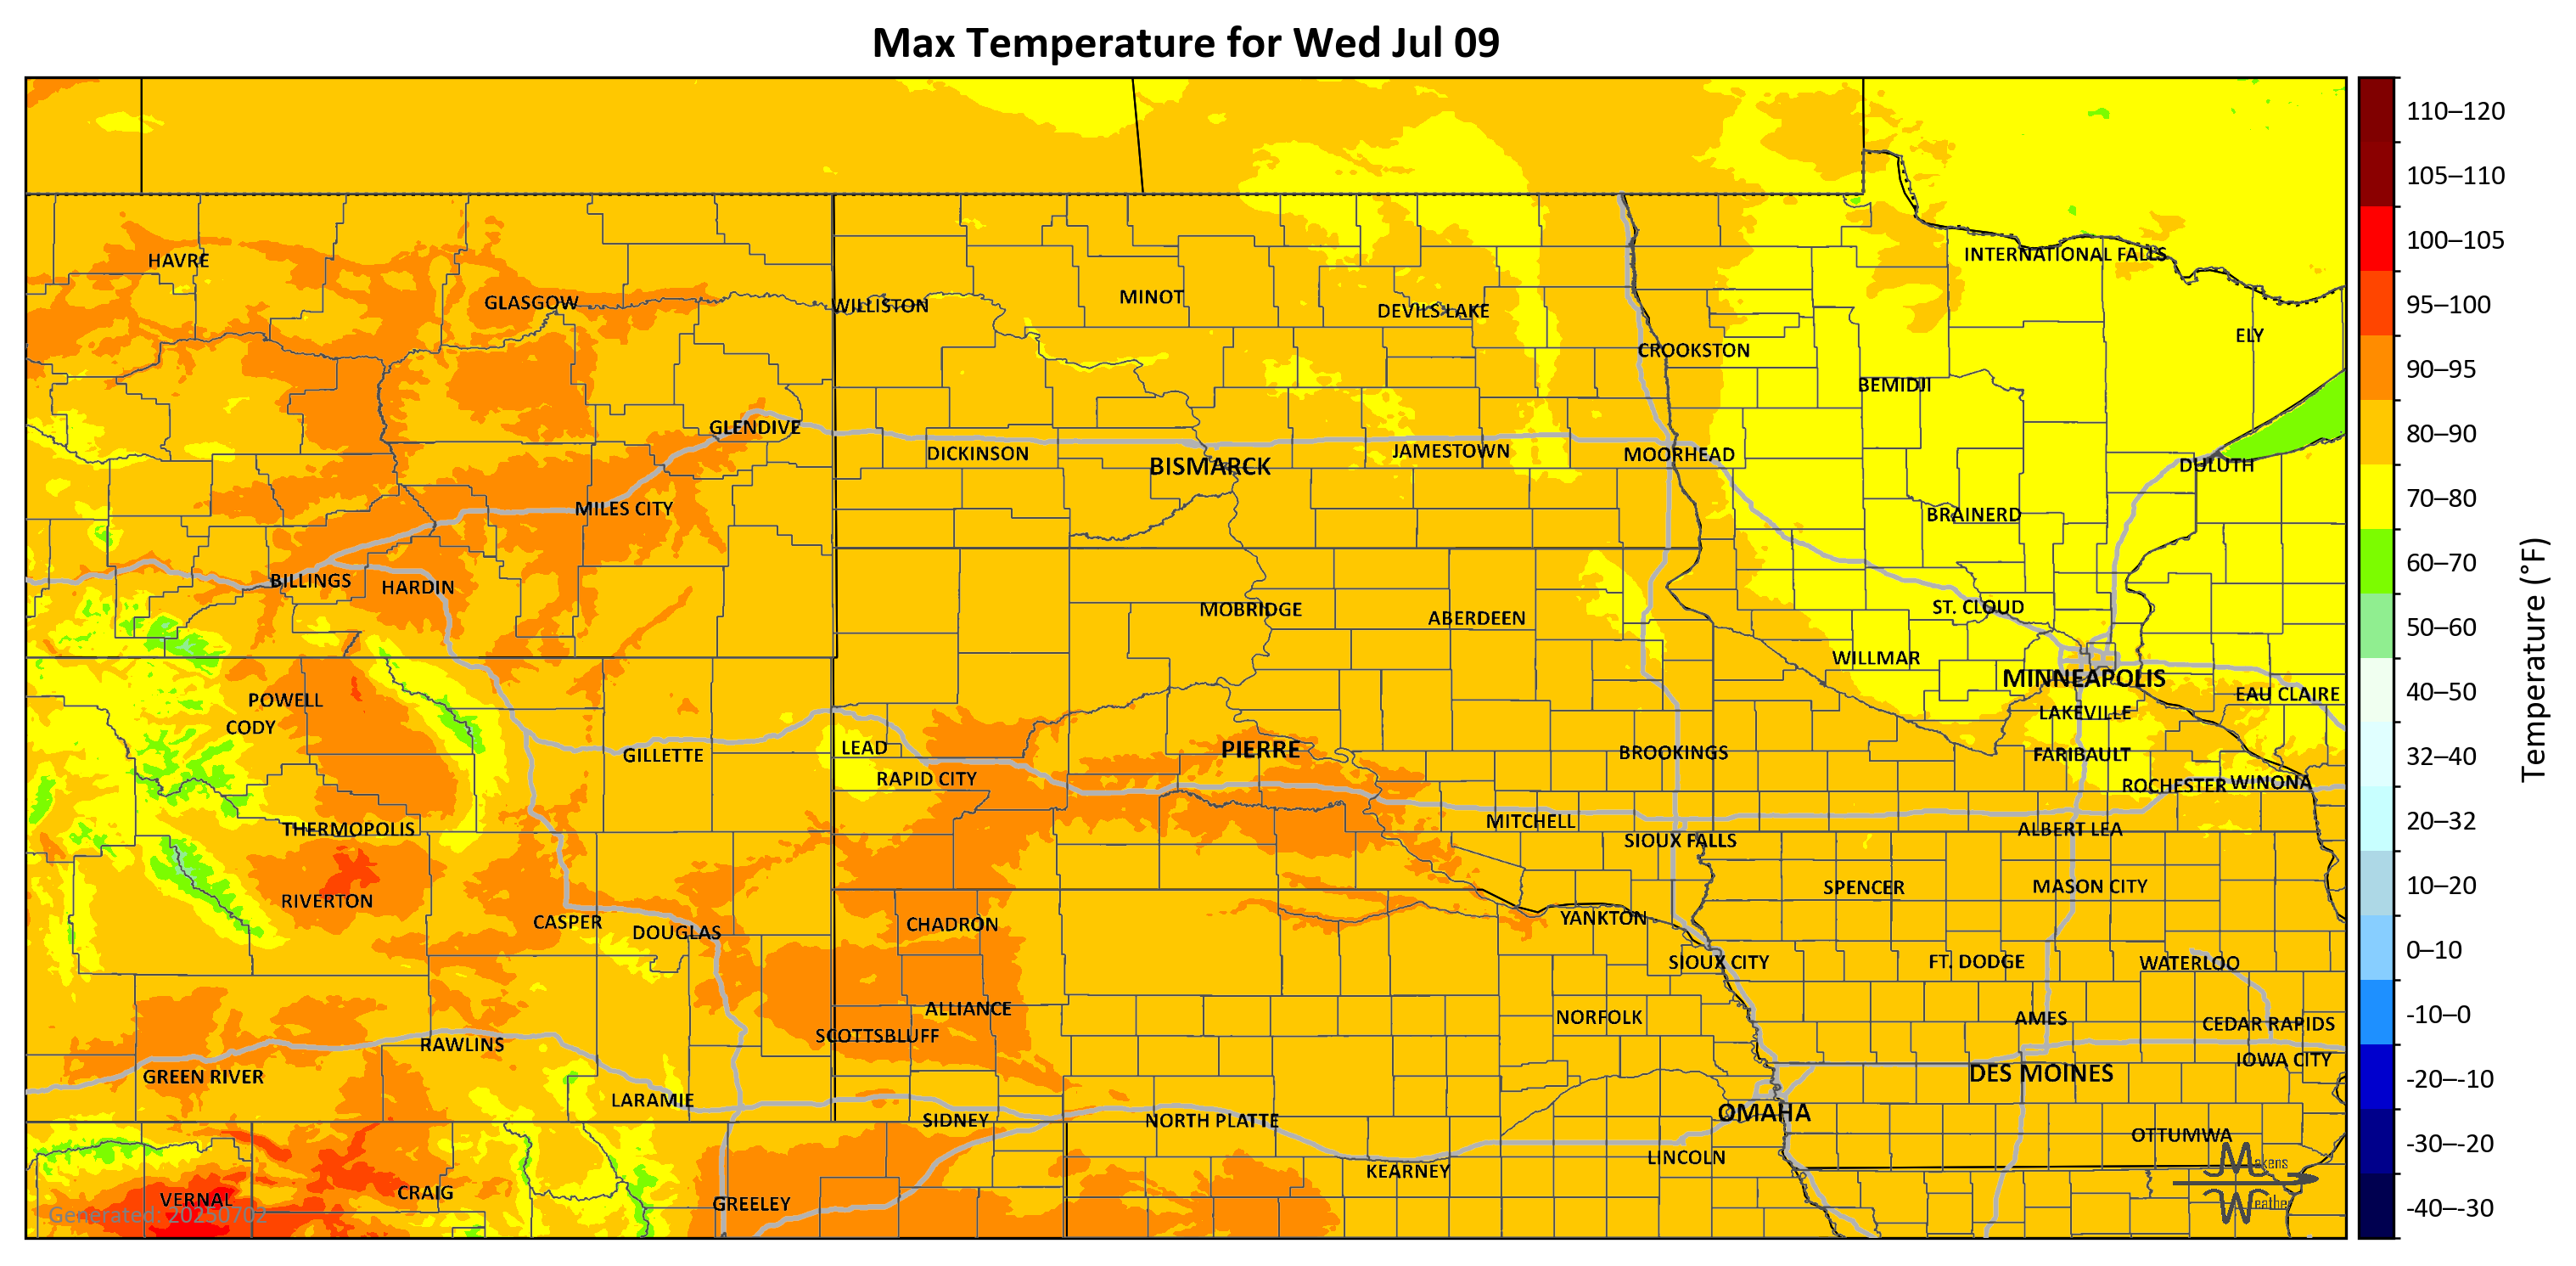 Max Temperature for Wed Jul 09
110–120
105–110
100–105
95–100
90–95
80–90
70–80
60–70
50–60
40–50
32–40
20–32
10–20
0–10
-10–0
-20–-10
-30–-20
-40–-30
Temperature (°F)
HAVRE
INTERNATIONAL FALLS
GLASGOW
WILLISTON
MINOT
DEVILS LAKE
ELY
CROOKSTON
BEMIDJI
GLENDIVE
DICKINSON
BISMARCK
JAMESTOWN
MOORHEAD
DULUTH
MILES CITY
BRAINERD
BILLINGS
HARDIN
MOBRIDGE
ABERDEEN
ST. CLOUD
WILLMAR
MINNEAPOLIS
POWELL
EAU CLAIRE
CODY
LAKEVILLE
GILLETTE
LEAD
PIERRE
BROOKINGS
FARIBAULT
RAPID CITY
ROCHESTER
WINONA
THERMOPOLIS
MITCHELL
SIOUX FALLS
ALBERT LEA
RIVERTON
SPENCER
MASON CITY
CASPER
DOUGLAS
CHADRON
YANKTON
SIOUX CITY
FT. DODGE
WATERLOO
ALLIANCE
NORFOLK
AMES
CEDAR RAPIDS
SCOTTSBLUFF
RAWLINS
IOWA CITY
GREEN RIVER
DES MOINES
LARAMIE
SIDNEY
NORTH PLATTE
OMAHA
OTTUMWA
KEARNEY
LINCOLN
VERNAL
CRAIG
GREELEY
Generated: 20250702
Makens
Weather